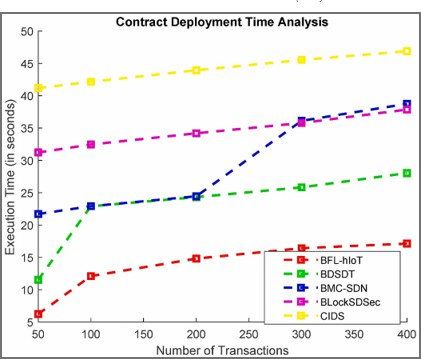 Contract Deployment Time Analysis
50
45
40
35
30
25
20
15
10
5
Execution Time (in seconds)
50 100 150 200 250 300 350 400
Number of Transactions
BFL-hIoT
BDSDT
BMC-SDN
BLockSDSec
CIDS